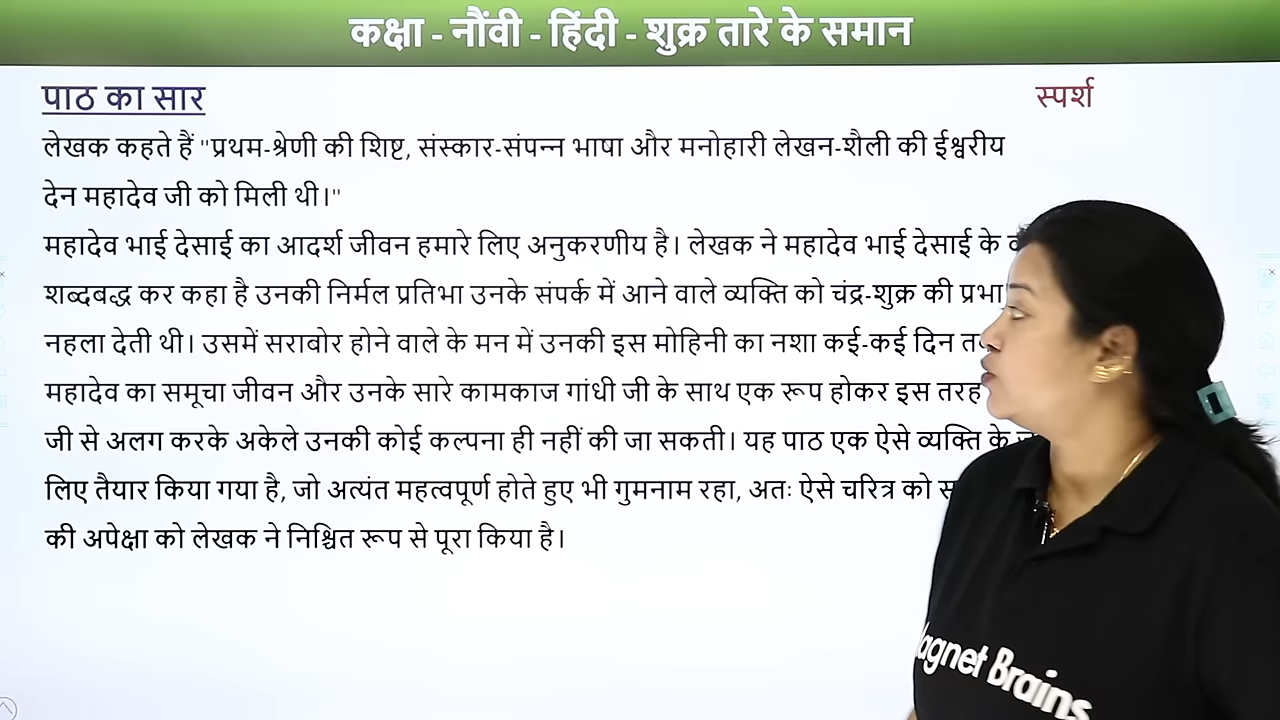 कक्षा - नौंवी - हिंदी - शुक्र तारे के समान
पाठ का सार
स्पर्श
लेखक कहते हैं "प्रथम-श्रेणी की शिष्ट, संस्कार-संपन्न भाषा और मनोहारी लेखन-शैली की ईश्वरीय
देन महादेव जी को मिली थी।"
महादेव भाई देसाई का आदर्श जीवन हमारे लिए अनुकरणीय है। लेखक ने महादेव भाई देसाई के
शब्दबद्ध कर कहा है उनकी निर्मल प्रतिभा उनके संपर्क में आने वाले व्यक्ति को चंद्र-शुक्र की
नहला देती थी। उसमें सराबोर होने वाले के मन में उनकी इस मोहिनी का नशा कई-कई दिन
महादेव का समूचा जीवन और उनके सारे कामकाज गांधी जी के साथ एक रूप होकर इस तरह
जी से अलग करके अकेले उनकी कोई कल्पना ही नहीं की जा सकती। यह पाठ एक ऐसे व्यक्ति के
लिए तैयार किया गया है, जो अत्यंत महत्वपूर्ण होते हुए भी गुमनाम रहा, अतः ऐसे चरित्र को
की अपेक्षा को लेखक ने निश्चित रूप से पूरा किया है।
Brains